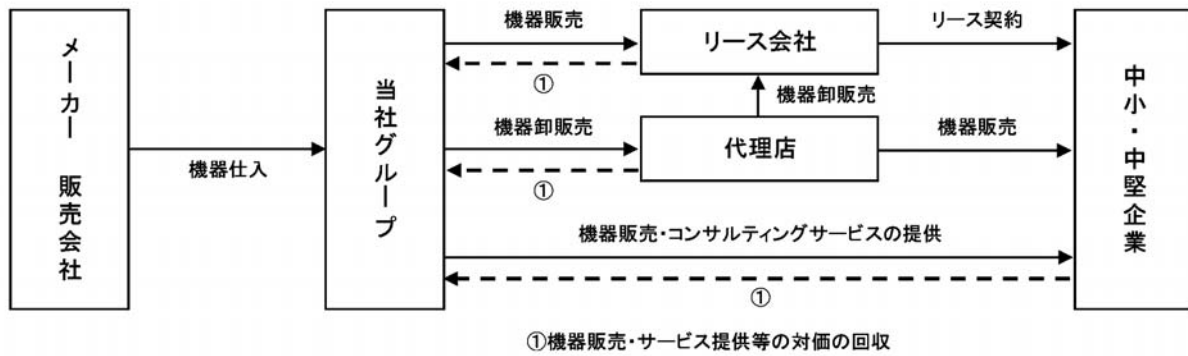 メーカー 販売会社
機器仕入
当社グループ
機器販売
①
機器卸販売
①
リース会社
機器卸販売
代理店
リース契約
機器販売
機器販売・コンサルティングサービスの提供
①
中小・中堅企業
①機器販売・サービス提供等の対価の回収